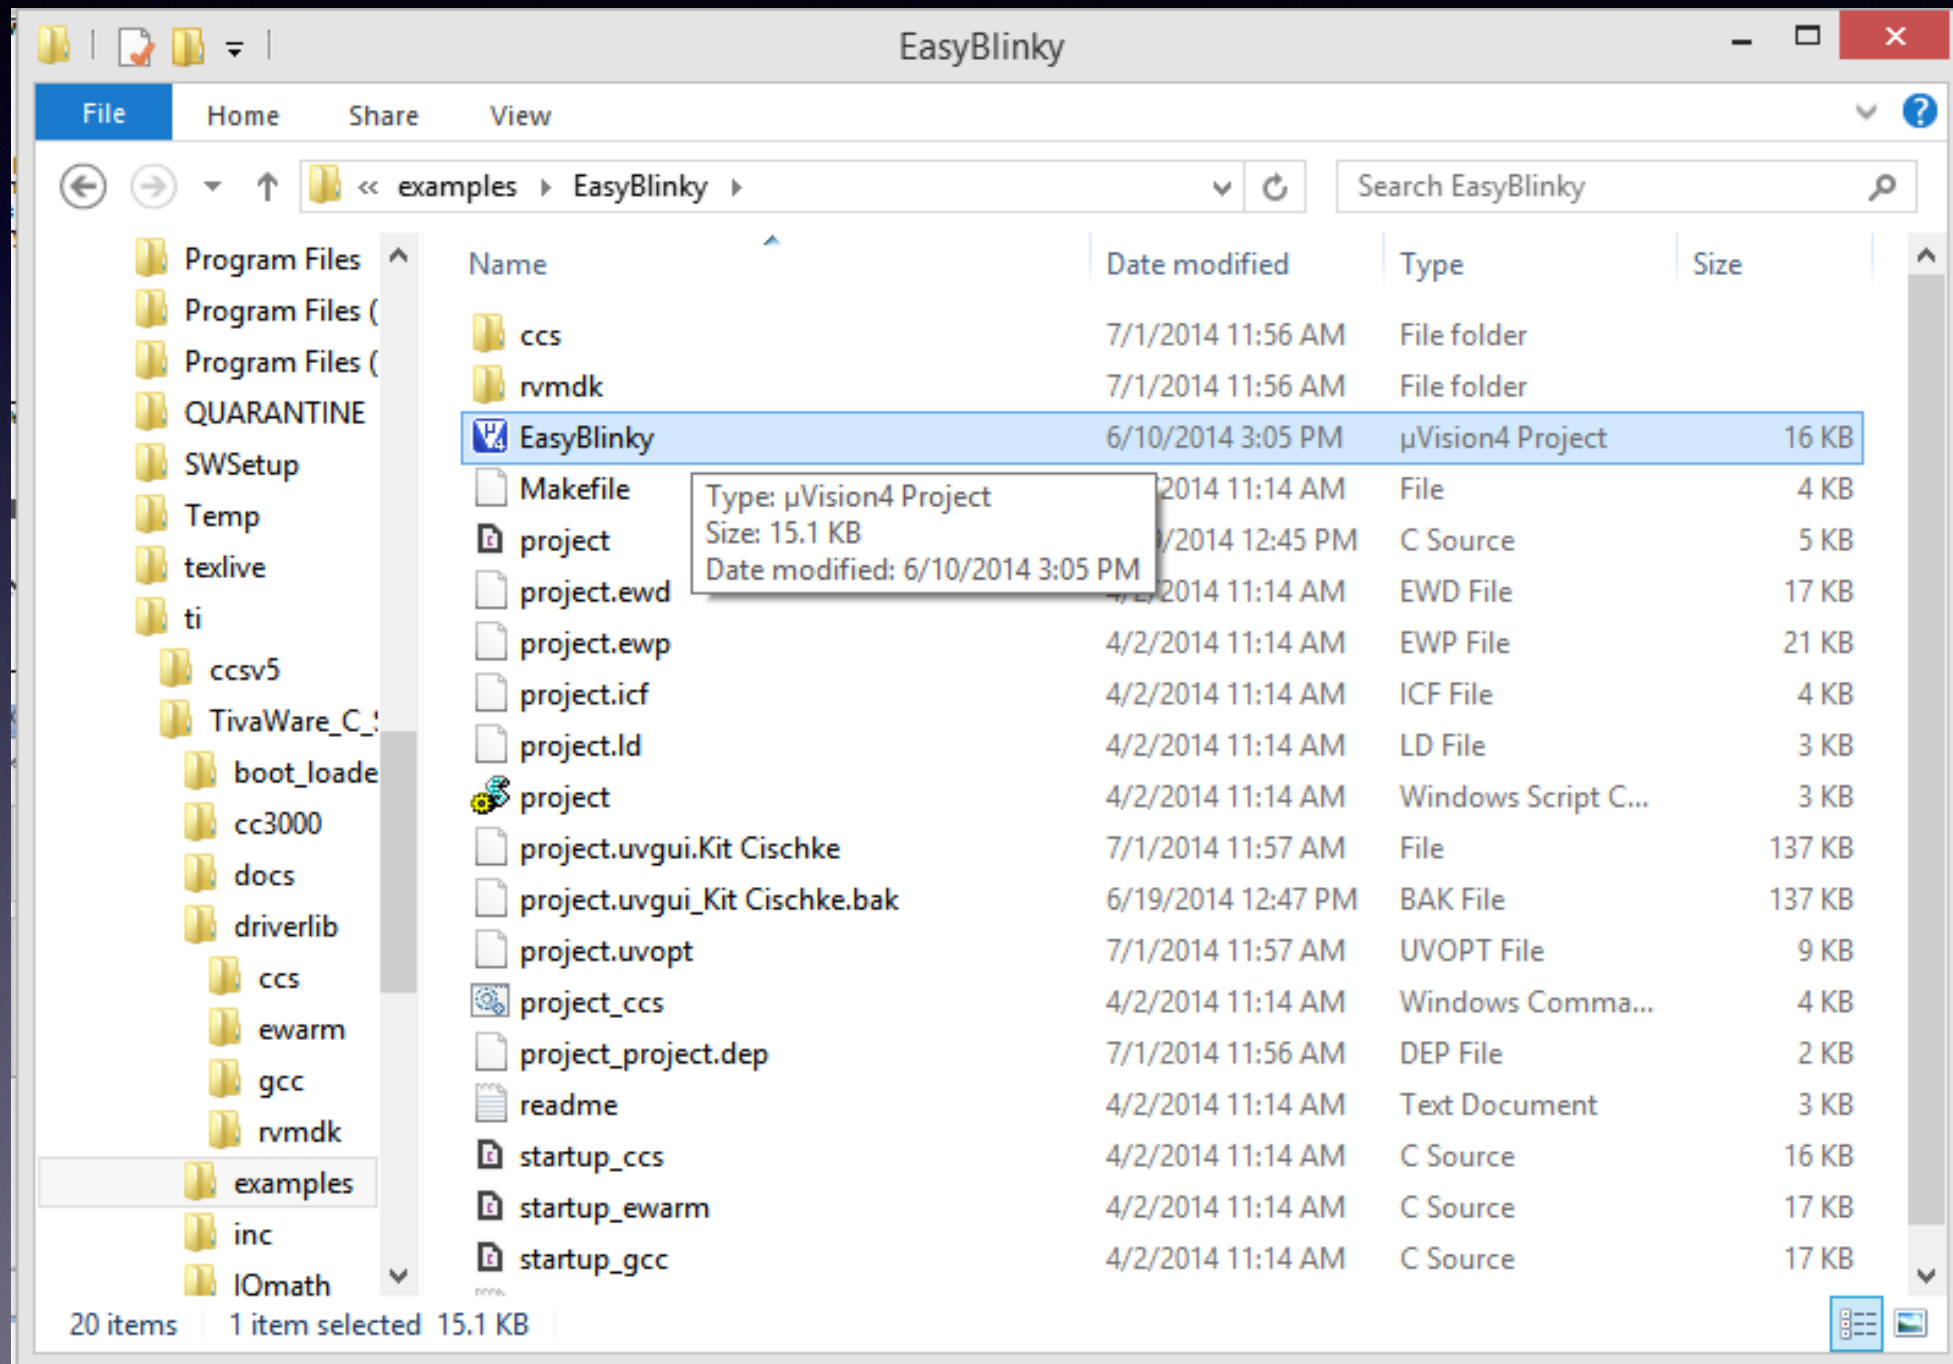 EasyBlinky
File Home Share View
« examples EasyBlinky
Search EasyBlinky
Program Files
Program Files (
Program Files (
QUARANTINE
SWSetup
Temp
texlive
ti
ccsv5
TivaWare_C_S
boot_loade
cc3000
docs
driverlib
ccs
ewarm
gcc
rvmdk
examples
inc
IQmath
Name Date modified Type Size
ccs 7/1/2014 11:56 AM File folder
rvmdk 7/1/2014 11:56 AM File folder
EasyBlinky 6/10/2014 3:05 PM µVision4 Project 16 KB
Makefile 2014 11:14 AM File 4 KB
project /2014 12:45 PM C Source 5 KB
project.ewd 4/2/2014 11:14 AM EWD File 17 KB
project.ewp 4/2/2014 11:14 AM EWP File 21 KB
project.icf 4/2/2014 11:14 AM ICF File 4 KB
project.ld 4/2/2014 11:14 AM LD File 3 KB
project 4/2/2014 11:14 AM Windows Script C... 3 KB
project.uvgui.Kit Cischke 7/1/2014 11:57 AM File 137 KB
project.uvgui_Kit Cischke.bak 6/19/2014 12:47 PM BAK File 137 KB
project.uvopt 7/1/2014 11:57 AM UVOPT File 9 KB
project_ccs 4/2/2014 11:14 AM Windows Comma... 4 KB
project_project.dep 7/1/2014 11:56 AM DEP File 2 KB
readme 4/2/2014 11:14 AM Text Document 3 KB
startup_ccs 4/2/2014 11:14 AM C Source 16 KB
startup_ewarm 4/2/2014 11:14 AM C Source 17 KB
startup_gcc 4/2/2014 11:14 AM C Source 17 KB
Type: µVision4 Project
Size: 15.1 KB
Date modified: 6/10/2014 3:05 PM
20 items 1 item selected 15.1 KB